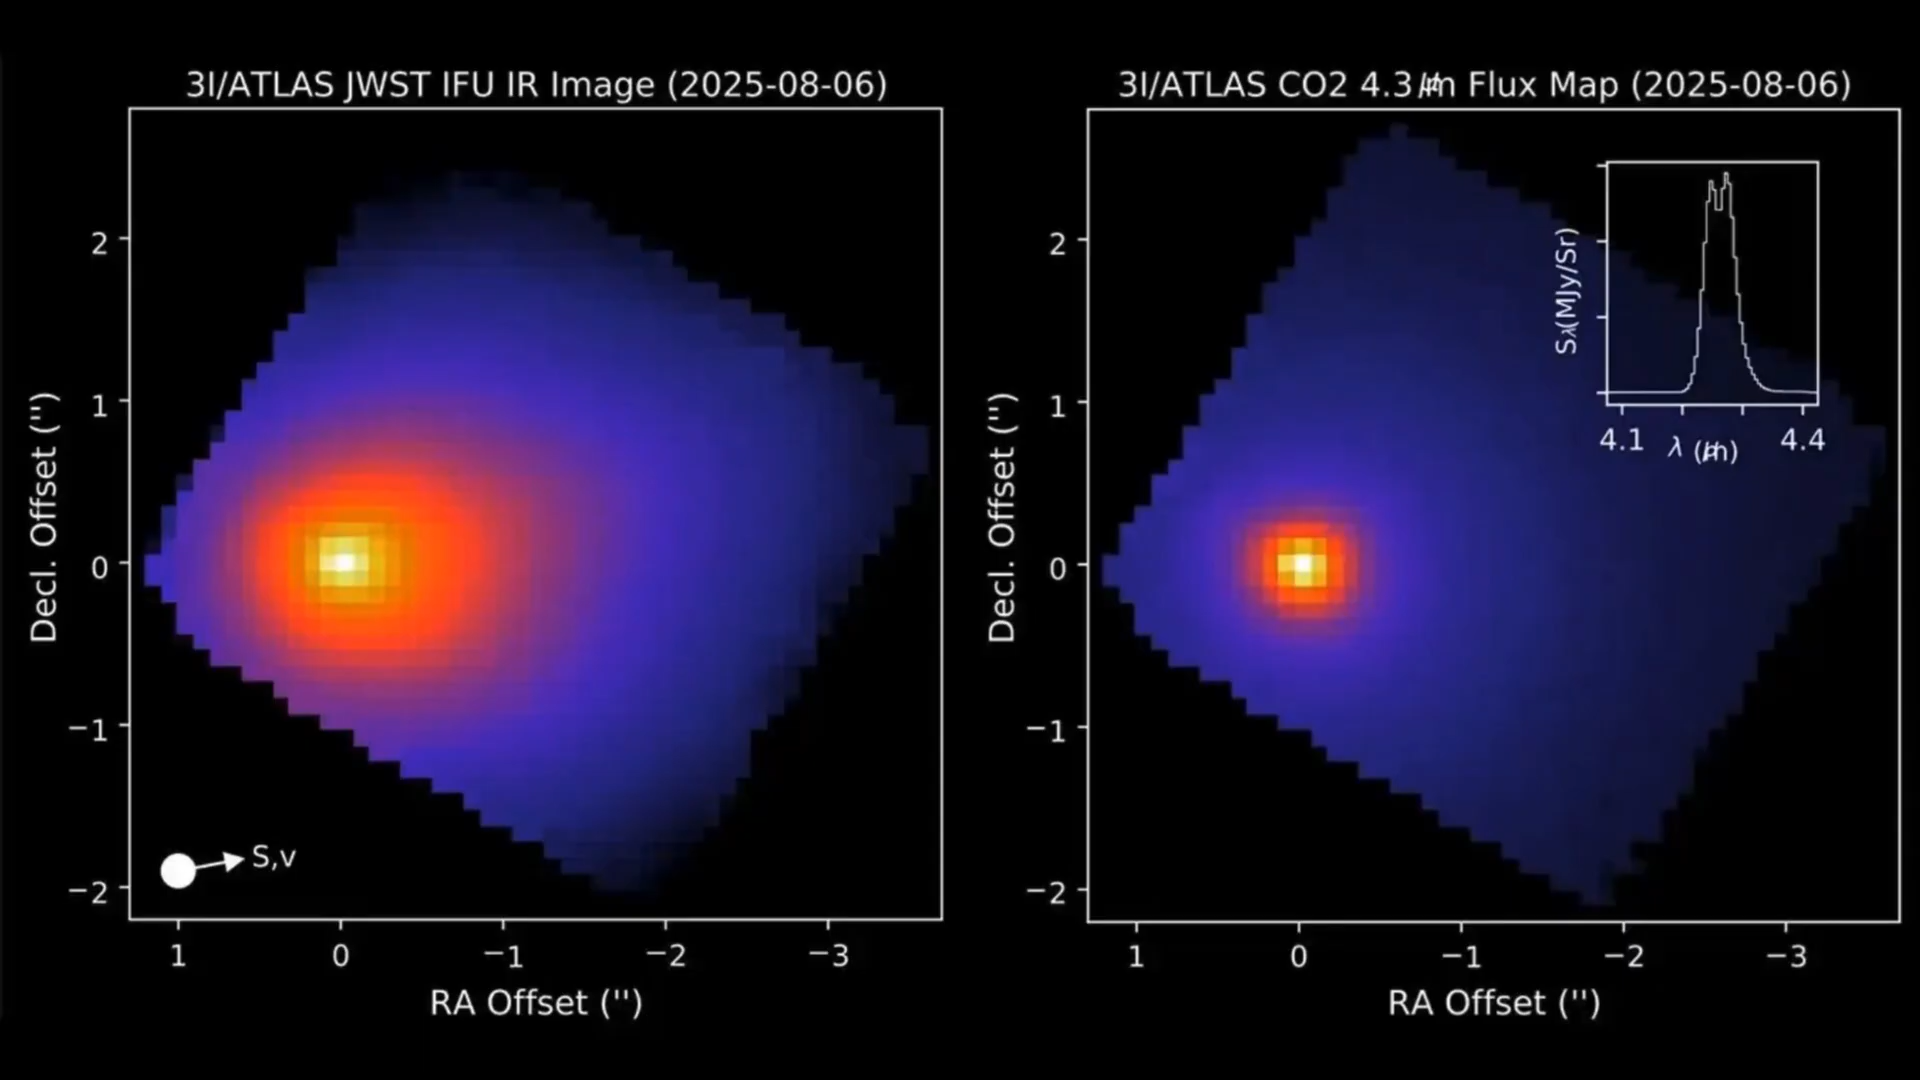 3I/ATLAS JWST IFU IR Image (2025-08-06)
Decl. Offset ('')
2
1
0
−1
−2
S,v
1
0
−1
−2
−3
RA Offset ('')
3I/ATLAS CO2 4.3μm Flux Map (2025-08-06)
Decl. Offset ('')
2
1
0
−1
−2
Sλ(MJy/Sr)
4.1
4.4
λ (μm)
1
0
−1
−2
−3
RA Offset ('')